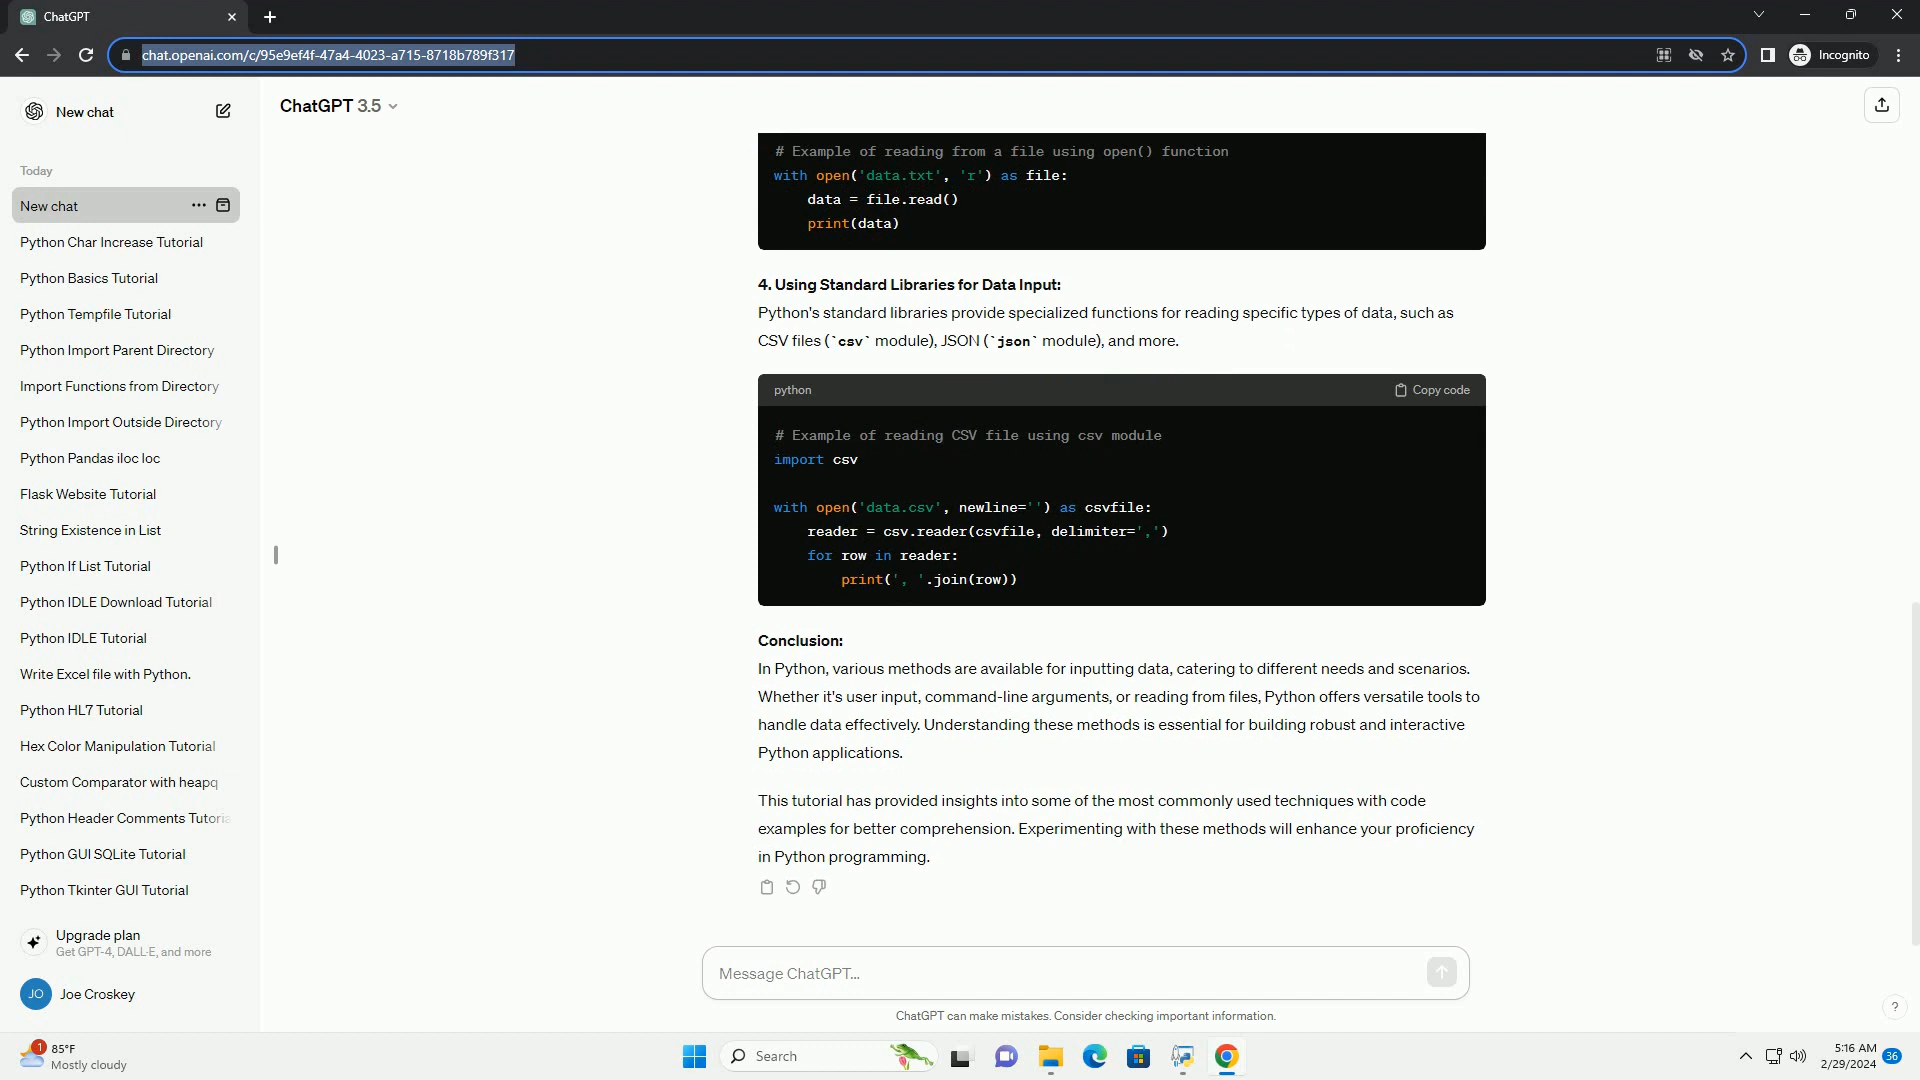 ChatGPT
chat.openai.com/c/95e9ef4f-47a4-4023-a715-8718b789f317
Incognito
New chat
Today
New chat
Python Char Increase Tutorial
Python Basics Tutorial
Python Tempfile Tutorial
Python Import Parent Directory
Import Functions from Directory
Python Import Outside Directory
Python Pandas iloc loc
Flask Website Tutorial
String Existence in List
Python If List Tutorial
Python IDLE Download Tutorial
Python IDLE Tutorial
Write Excel file with Python.
Python HL7 Tutorial
Hex Color Manipulation Tutorial
Custom Comparator with heapq
Python Header Comments Tutoria
Python GUI SQLite Tutorial
Python Tkinter GUI Tutorial
Upgrade plan
Get GPT-4, DALL·E, and more
JO Joe Croskey
ChatGPT 3.5
# Example of reading from a file using open() function
with open('data.txt', 'r') as file:
    data = file.read()
    print(data)
4. Using Standard Libraries for Data Input:
Python's standard libraries provide specialized functions for reading specific types of data, such as
CSV files (`csv` module), JSON (`json` module), and more.
python Copy code
# Example of reading CSV file using csv module
import csv
with open('data.csv', newline='') as csvfile:
    reader = csv.reader(csvfile, delimiter=',')
    for row in reader:
        print(', '.join(row))
Conclusion:
In Python, various methods are available for inputting data, catering to different needs and scenarios.
Whether it's user input, command-line arguments, or reading from files, Python offers versatile tools to
handle data effectively. Understanding these methods is essential for building robust and interactive
Python applications.
This tutorial has provided insights into some of the most commonly used techniques with code
examples for better comprehension. Experimenting with these methods will enhance your proficiency
in Python programming.
Message ChatGPT...
ChatGPT can make mistakes. Consider checking important information.
?
1
85°F
Mostly cloudy
Search
5:16 AM
2/29/2024
36